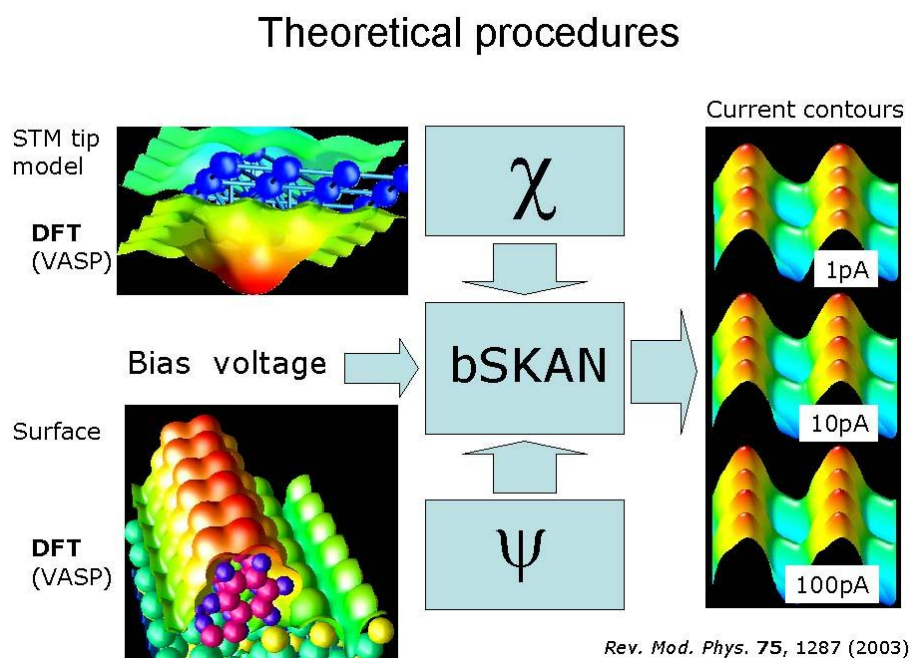 Theoretical procedures
STM tip
model
DFT
(VASP)
χ
Current contours
1pA
Bias voltage
bSKAN
10pA
Surface
DFT
(VASP)
ψ
100pA
Rev. Mod. Phys. 75, 1287 (2003)